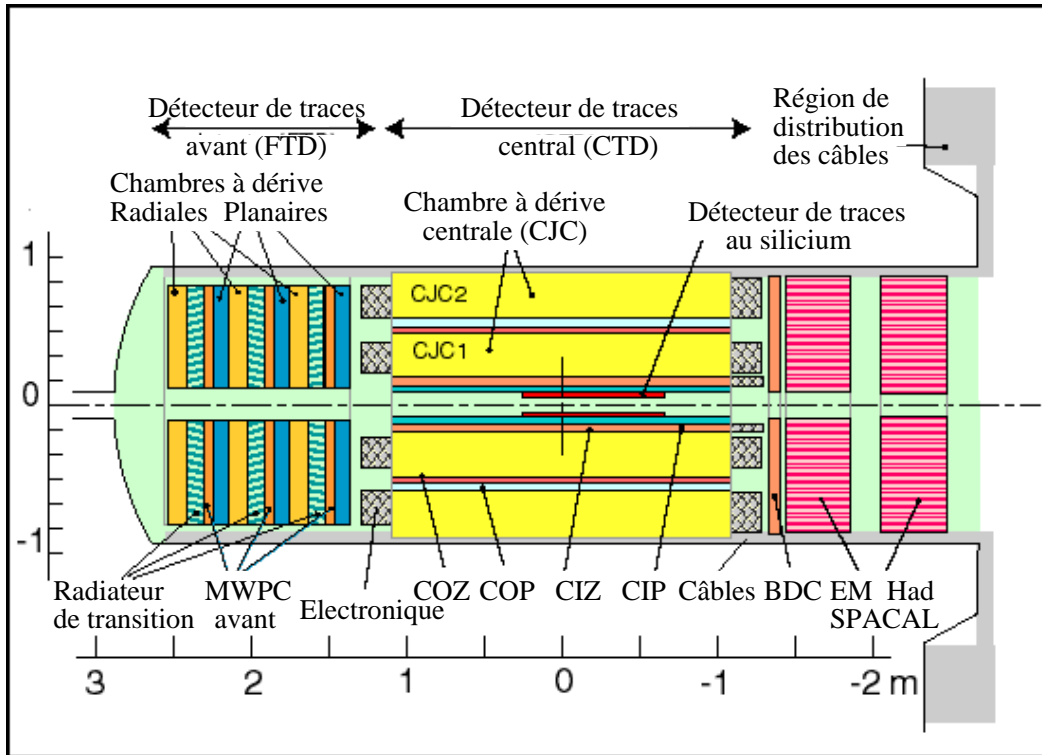 Détecteur de traces
avant (FTD)
Détecteur de traces
central (CTD)
Région de
distribution
des câbles
Chambres à dérive
Radiales Planaires
Chambre à dérive
centrale (CJC)
Détecteur de traces
au silicium
1
0
-1
CJC2
CJC1
Radiateur
de transition
MWPC
avant
Electronique
COZ COP CIZ CIP Câbles BDC EM Had
SPACAL
3 2 1 0 -1 -2 m